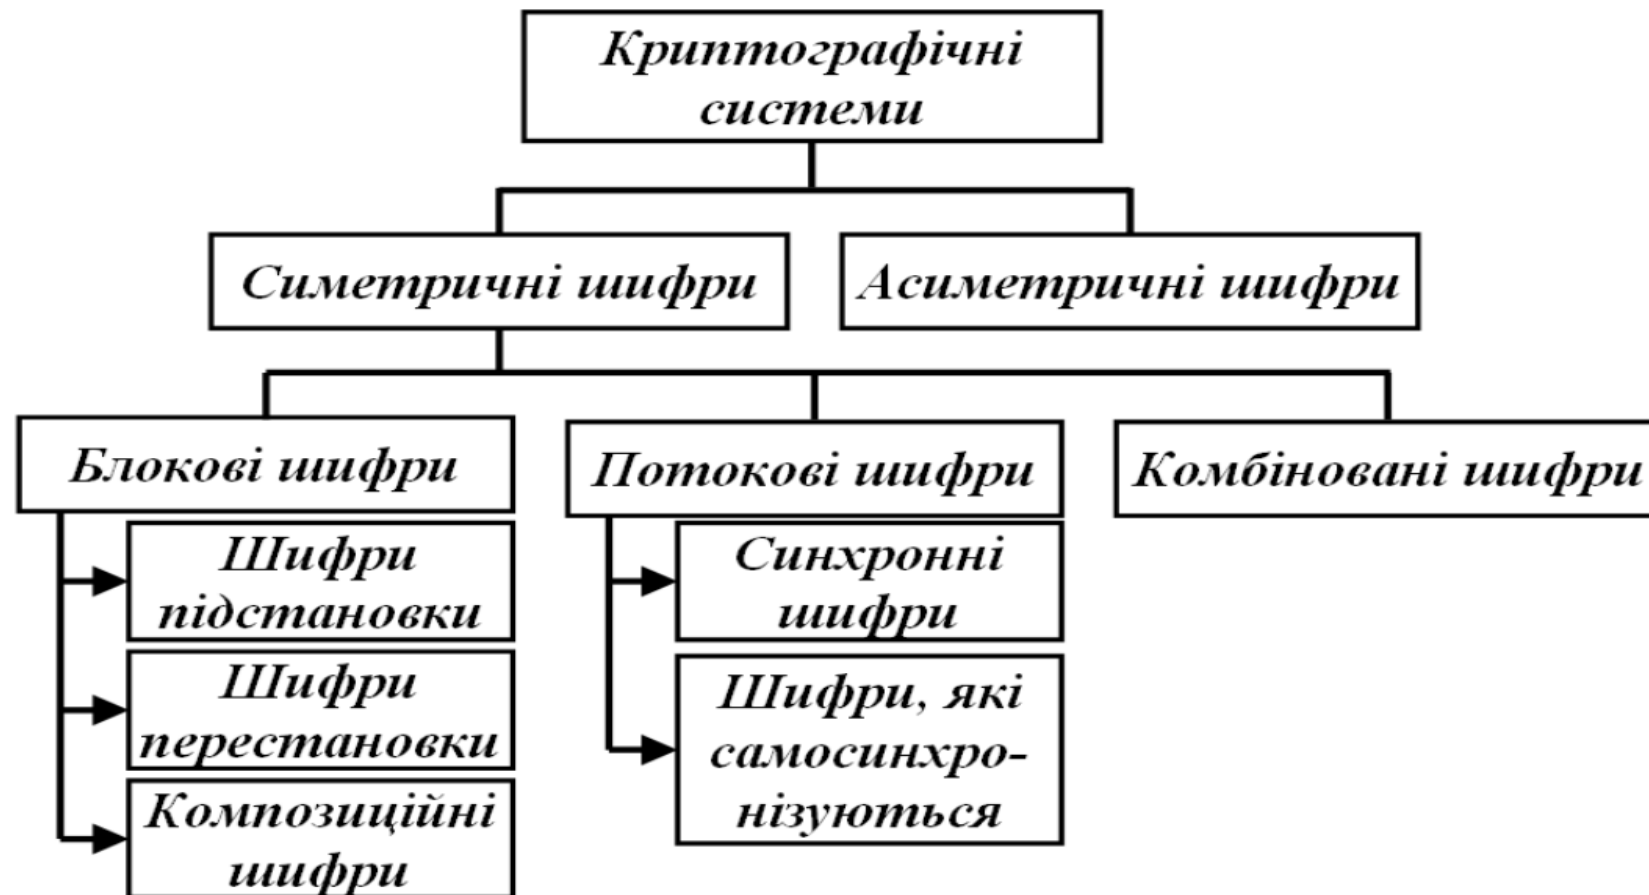 Криптографічні
системи
Симетричні шифри
Асиметричні шифри
Блокові шифри
Потокові шифри
Комбіновані шифри
Шифри
підстановки
Шифри
перестановки
Композиційні
шифри
Синхронні
шифри
Шифри, які
самосинхро-
нізуються